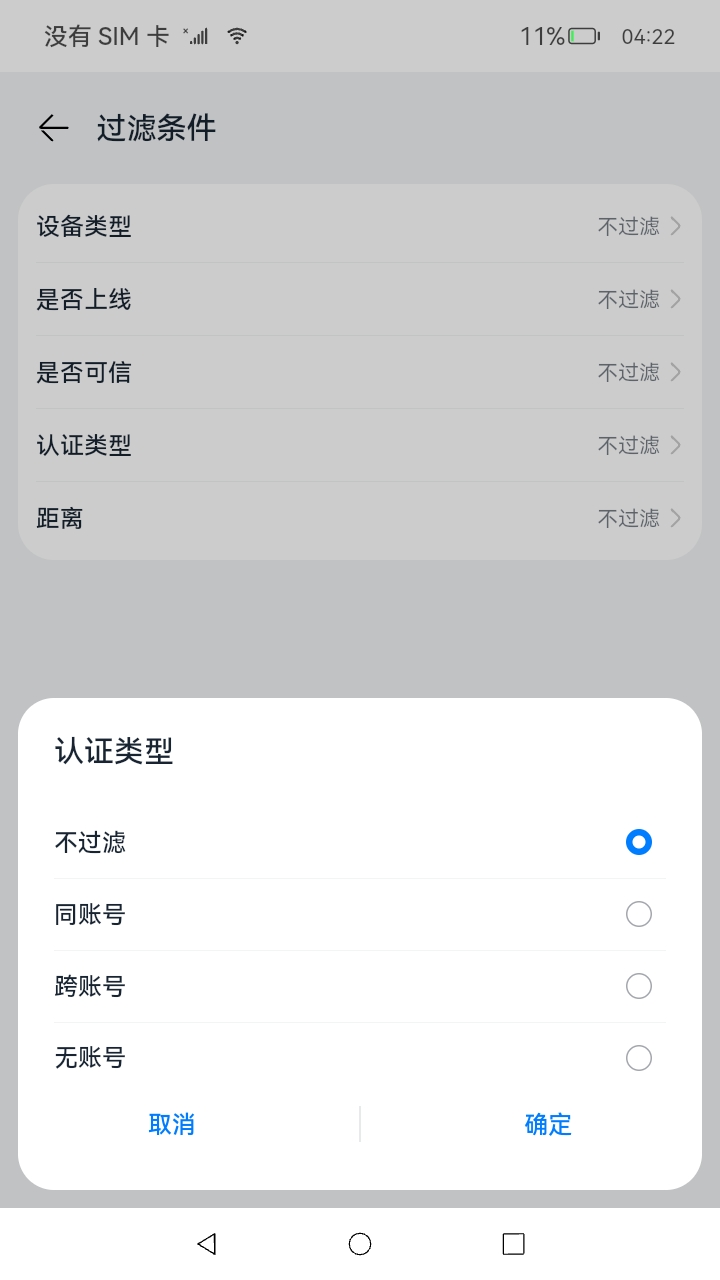 没有 SIM 卡 11% 04:22
过滤条件
设备类型 不过滤
是否上线 不过滤
是否可信 不过滤
认证类型 不过滤
距离 不过滤
认证类型
不过滤
同账号
跨账号
无账号
取消 确定